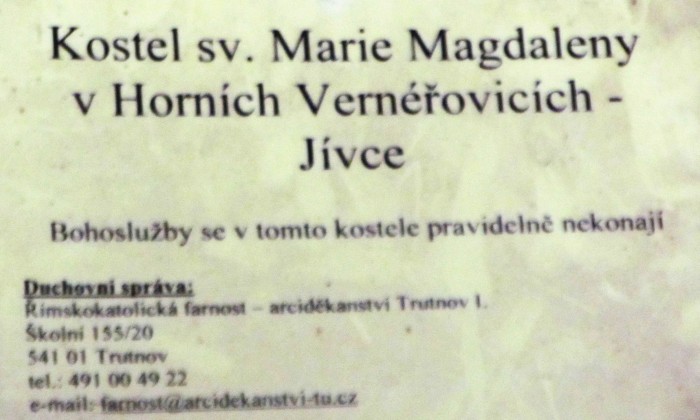 Kostel sv. Marie Magdaleny
v Horních Vernéřovicích -
Jívce
Bohoslužby se v tomto kostele pravidelně nekonají
Duchovní správa:
Římskokatolická farnost – arciděkanství Trutnov I.
Školní 155/20
541 01 Trutnov
tel.: 491 00 49 22
e-mail: farnost@arcidekanstvi-tu.cz